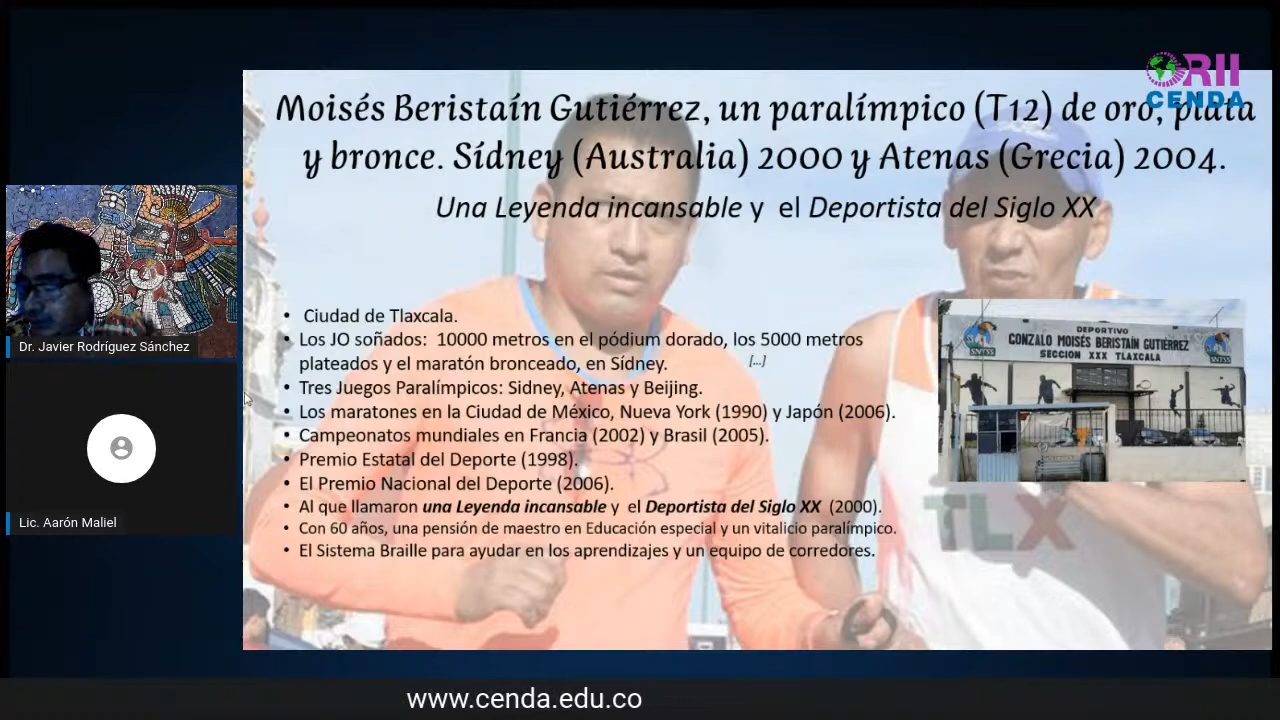 ORII
CENDA
Moisés Beristaín Gutiérrez, un paralímpico (T12) de oro, plata
y bronce. Sídney (Australia) 2000 y Atenas (Grecia) 2004.
Una Leyenda incansable y el Deportista del Siglo XX
• Ciudad de Tlaxcala.
• Los JO soñados: 10000 metros en el pódium dorado, los 5000 metros
plateados y el maratón bronceado, en Sídney. [...]
• Tres Juegos Paralímpicos: Sidney, Atenas y Beijing.
• Los maratones en la Ciudad de México, Nueva York (1990) y Japón (2006).
• Campeonatos mundiales en Francia (2002) y Brasil (2005).
• Premio Estatal del Deporte (1998).
• El Premio Nacional del Deporte (2006).
• Al que llamaron una Leyenda incansable y el Deportista del Siglo XX (2000).
• Con 60 años, una pensión de maestro en Educación especial y un vitalicio paralímpico.
• El Sistema Braille para ayudar en los aprendizajes y un equipo de corredores.
DEPORTIVO
GONZALO MOISÉS BERISTAÍN GUTIÉRREZ
SECCION XXX TLAXCALA
SNTSS
SNTSS
TLX
Dr. Javier Rodríguez Sánchez
Lic. Aarón Maliel
www.cenda.edu.co